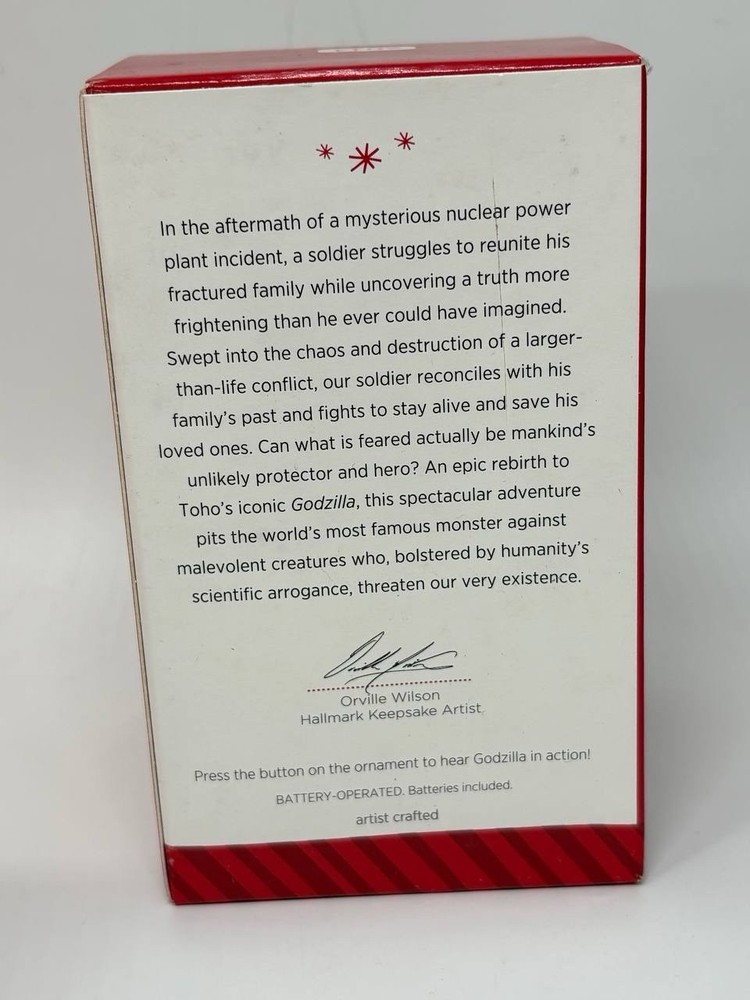 In the aftermath of a mysterious nuclear power
plant incident, a soldier struggles to reunite his
fractured family while uncovering a truth more
frightening than he ever could have imagined.
Swept into the chaos and destruction of a larger-
than-life conflict, our soldier reconciles with his
family's past and fights to stay alive and save his
loved ones. Can what is feared actually be mankind's
unlikely protector and hero? An epic rebirth to
Toho's iconic Godzilla, this spectacular adventure
pits the world's most famous monster against
malevolent creatures who, bolstered by humanity's
scientific arrogance, threaten our very existence.
Orville Wilson
Hallmark Keepsake Artist
Press the button on the ornament to hear Godzilla in action!
BATTERY-OPERATED. Batteries included.
artist crafted